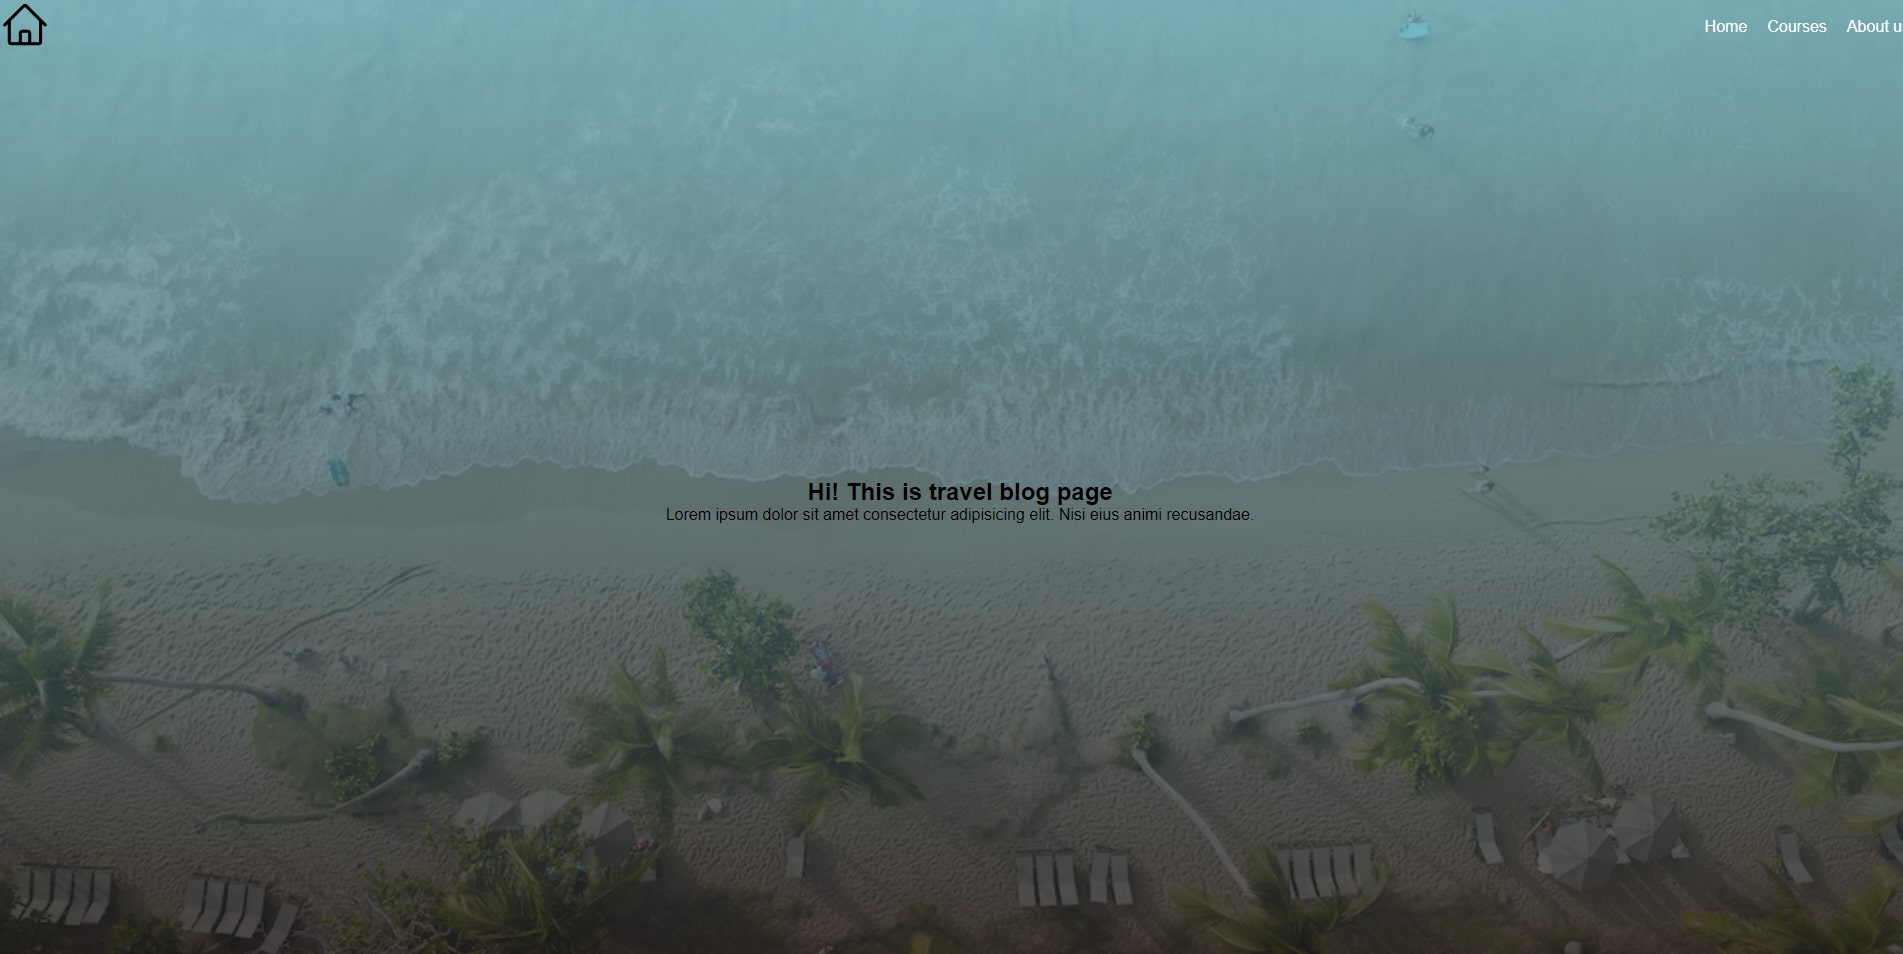 Home Courses About u
Hi! This is travel blog page
Lorem ipsum dolor sit amet consectetur adipisicing elit. Nisi eius animi recusandae.